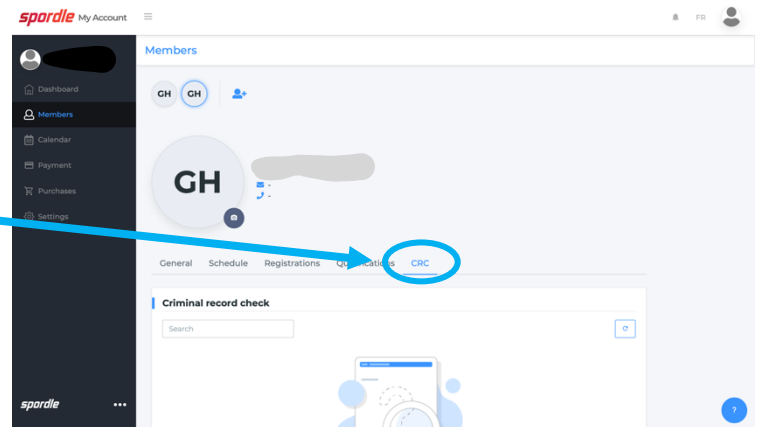 spordle My Account
FR
Members
Dashboard
GH GH
Members
Calendar
Payment
GH
-
Purchases
-
Settings
General Schedule Registrations Qualifications CRC
Criminal record check
Search
spordle
?